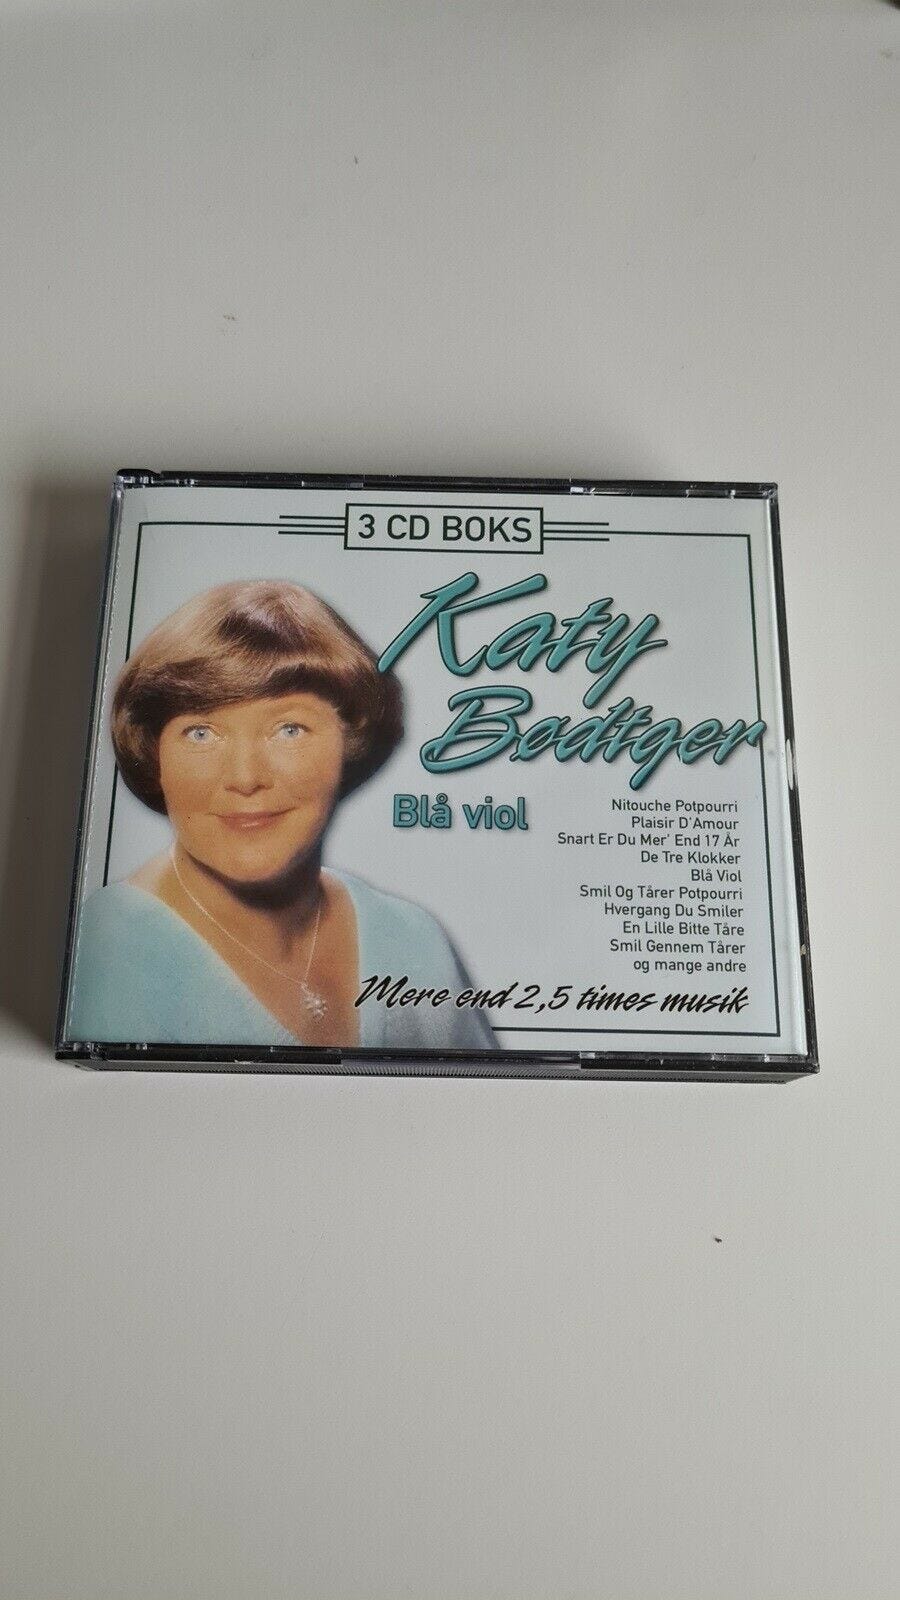 3 CD BOKS
Katy
Bødtger
Blå viol
Nitouche Potpourri
Plaisir D'Amour
Snart Er Du Mer' End 17 År
De Tre Klokker
Blå Viol
Smil Og Tårer Potpourri
Hvergang Du Smiler
En Lille Bitte Tåre
Smil Gennem Tårer
og mange andre
Mere end 2,5 times musik